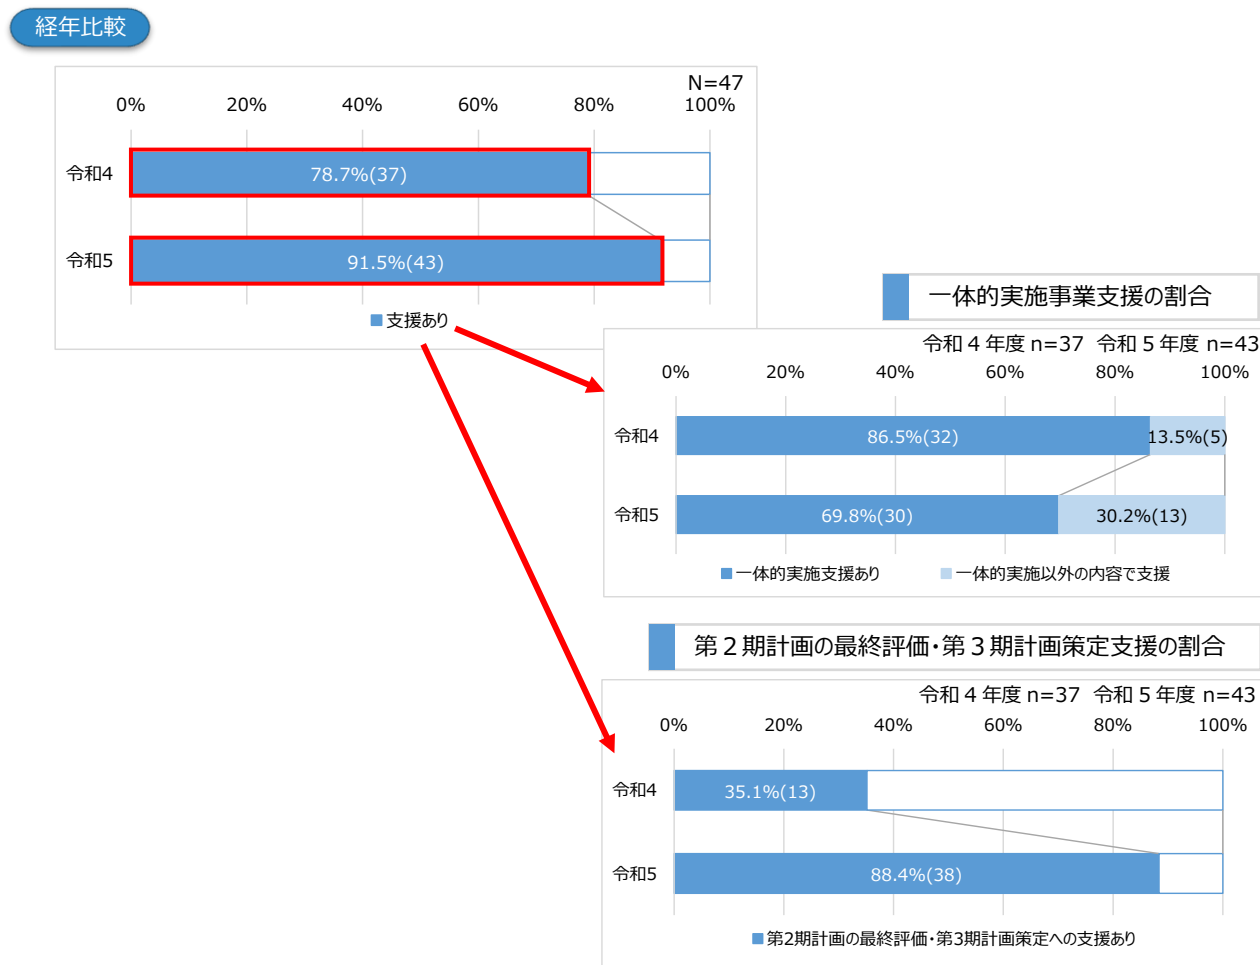 経年比較
N=47
0% 20% 40% 60% 80% 100%
令和4 78.7%(37)
令和5 91.5%(43)
支援あり
一体的実施事業支援の割合
令和4年度 n=37 令和5年度 n=43
0% 20% 40% 60% 80% 100%
令和4 86.5%(32) 13.5%(5)
令和5 69.8%(30) 30.2%(13)
一体的実施支援あり 一体的実施以外の内容で支援
第2期計画の最終評価・第3期計画策定支援の割合
令和4年度 n=37 令和5年度 n=43
0% 20% 40% 60% 80% 100%
令和4 35.1%(13)
令和5 88.4%(38)
第2期計画の最終評価・第3期計画策定への支援あり